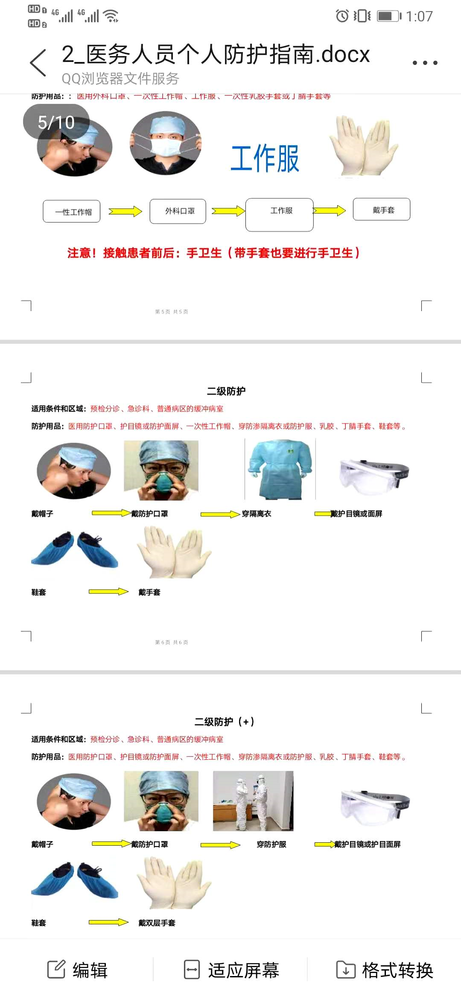 HD 1 4G 4G 1:07
HD 2
2_医务人员个人防护指南.docx
QQ浏览器文件服务
防护用品：：医用外科口罩、一次性工作帽、工作服、一次性乳胶手套或丁腈手套等
5/10
工作服
一性工作帽 外科口罩 工作服 戴手套
注意！接触患者前后：手卫生（带手套也要进行手卫生）
第5页 共5页
二级防护
适用条件和区域：预检分诊、急诊科、普通病区的缓冲病室
防护用品：医用防护口罩、护目镜或防护面屏、一次性工作帽、穿防渗隔离衣或防护服、乳胶、丁腈手套、鞋套等。
戴帽子 戴防护口罩 穿隔离衣 戴护目镜或面屏
鞋套 戴手套
第6页 共6页
二级防护（+）
适用条件和区域：预检分诊、急诊科、普通病区的缓冲病室
防护用品：医用防护口罩、护目镜或防护面屏、一次性工作帽、穿防渗隔离衣或防护服、乳胶、丁腈手套、鞋套等。
戴帽子 戴防护口罩 穿防护服 戴护目镜或护目面屏
鞋套 戴双层手套
编辑 适应屏幕 格式转换